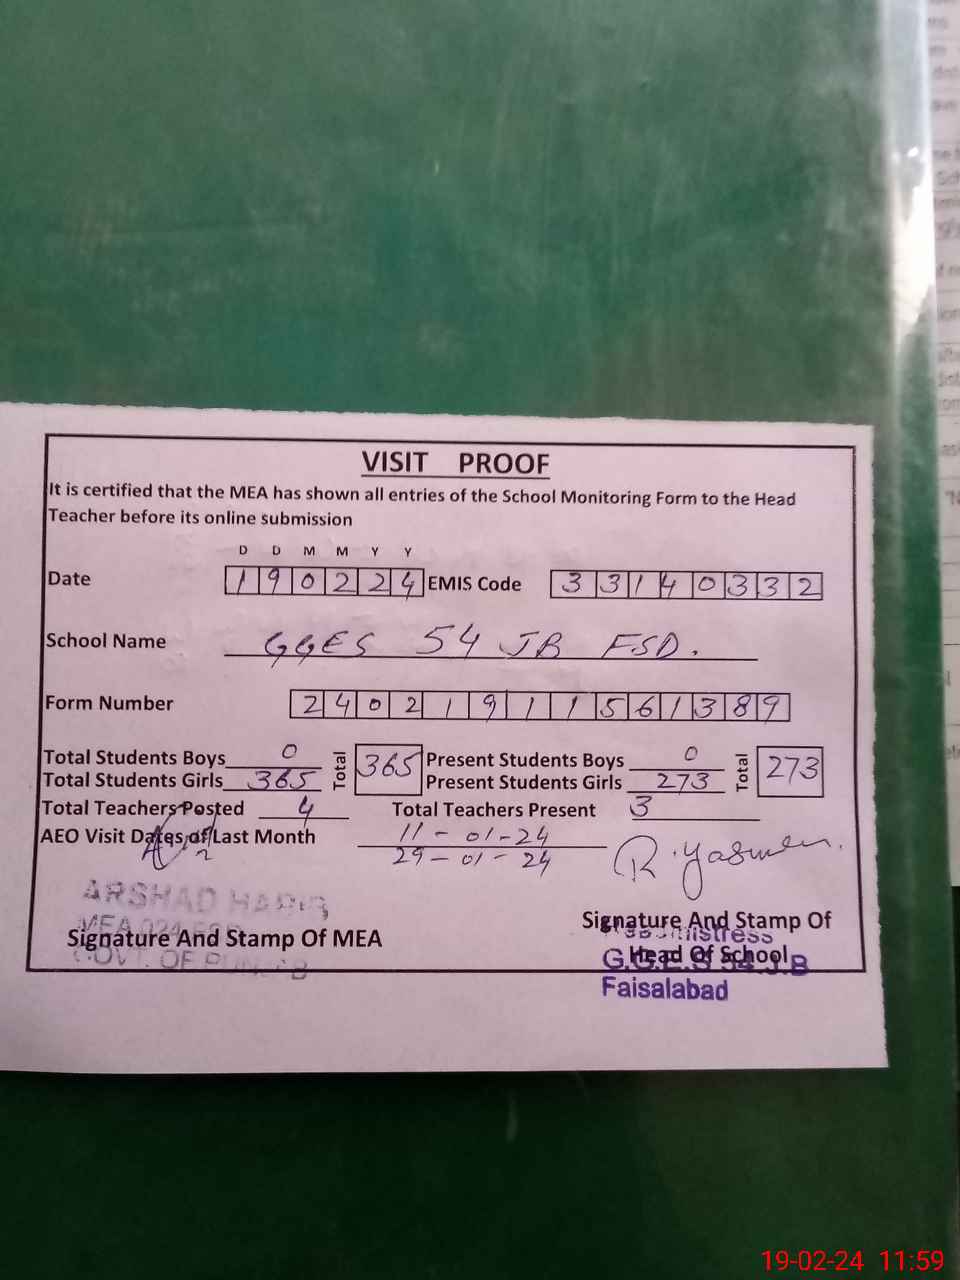 VISIT PROOF
It is certified that the MEA has shown all entries of the School Monitoring Form to the Head
Teacher before its online submission
D D M M Y Y
Date 1 9 0 2 2 4 EMIS Code 3 3 1 4 0 3 3 2
School Name GGES 54 JB FSD.
Form Number 2 4 0 2 1 9 1 1 5 6 1 3 8 9
Total Students Boys 0 Total 365 Present Students Boys 0 Total 273
Total Students Girls 365 Present Students Girls 273
Total Teachers Posted 4 Total Teachers Present 3
AEO Visit Dates of Last Month 11-01-24
29-01-24
R.Yasmeen.
ARSHAD
MEA
GOVT. OF PUNJAB
Signature And Stamp Of MEA
Signature And Stamp Of
Head Of School
G.G.E.S 54 J.B
Faisalabad
19-02-24 11:59